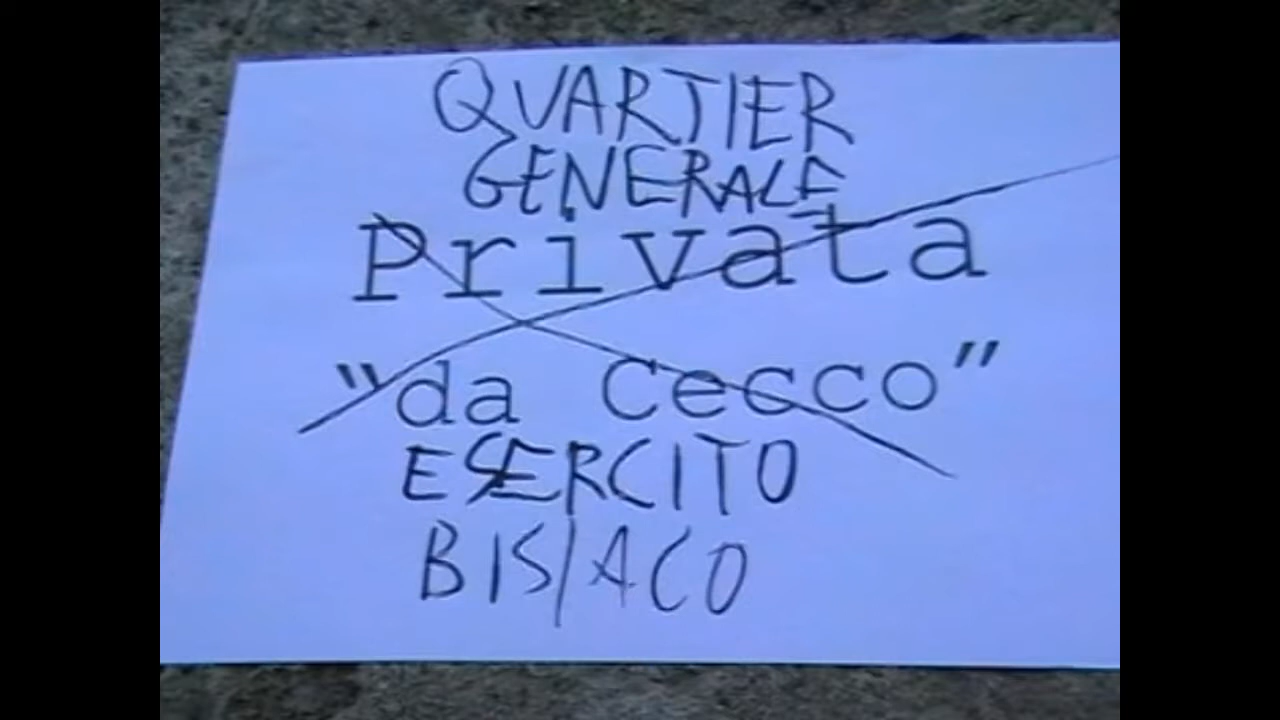 QUARTIER
GENERALE
Privata
"da Cecco"
ESERCITO
BISIACO